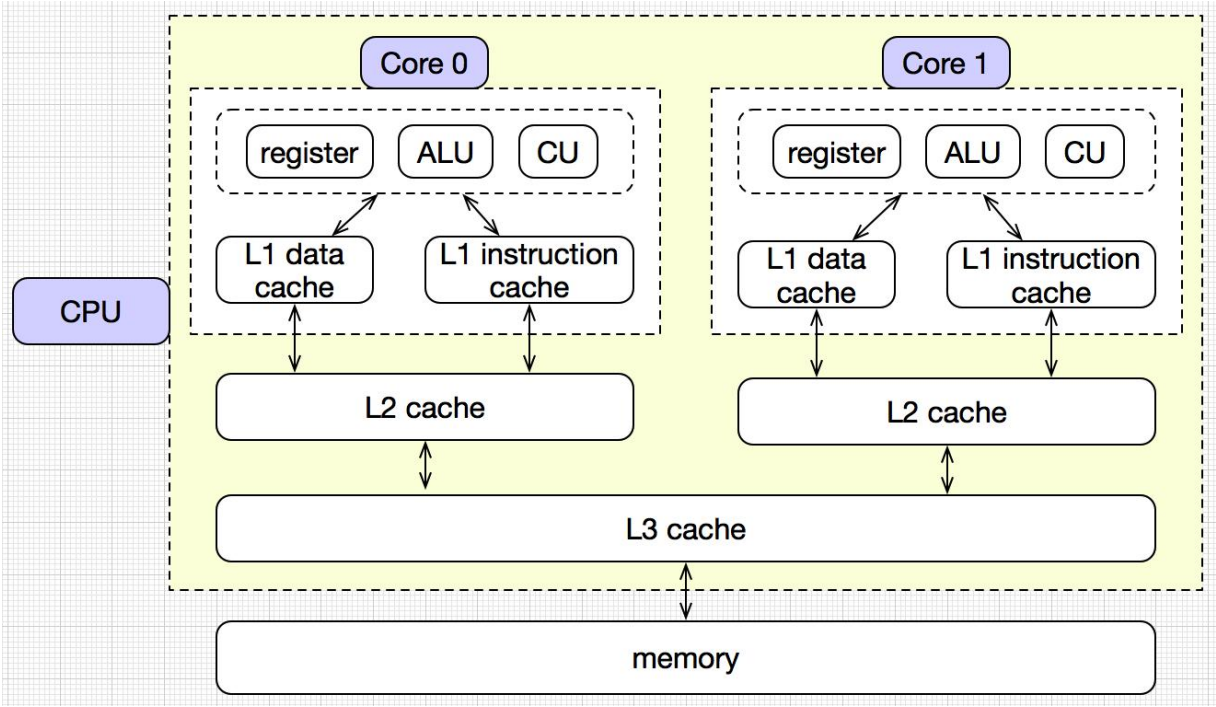 Core 0
Core 1
register
ALU
CU
register
ALU
CU
L1 data
cache
L1 instruction
cache
L1 data
cache
L1 instruction
cache
CPU
L2 cache
L2 cache
L3 cache
memory